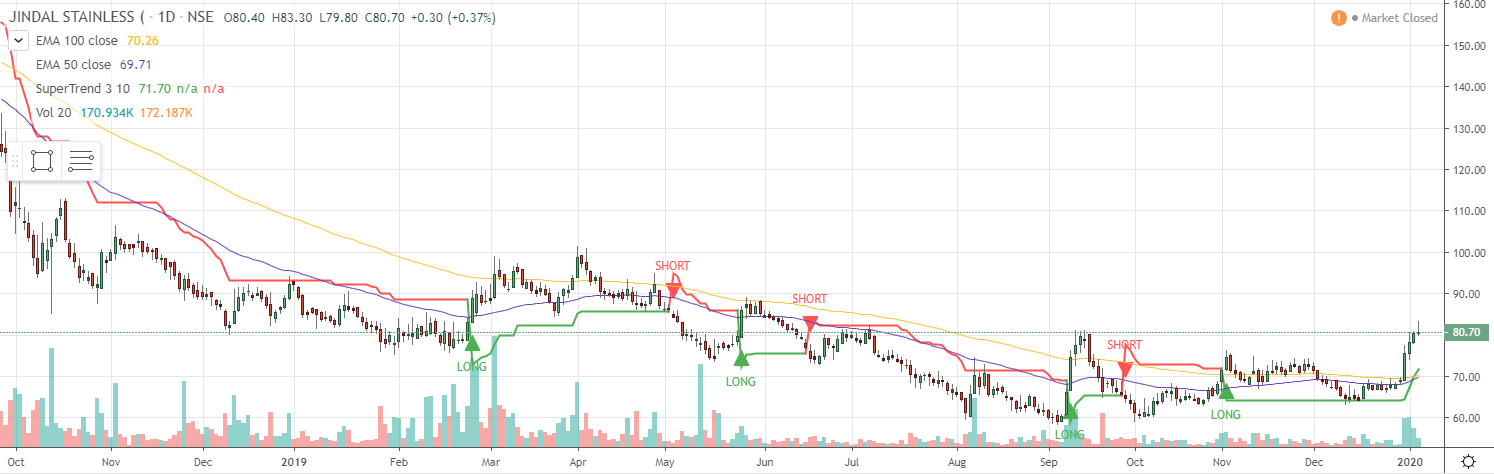 JINDAL STAINLESS ( · 1D · NSE O80.40 H83.30 L79.80 C80.70 +0.30 (+0.37%)
Market Closed
EMA 100 close 70.26
EMA 50 close 69.71
SuperTrend 3 10 71.70 n/a n/a
Vol 20 170.934K 172.187K
160.00
150.00
140.00
130.00
120.00
110.00
100.00
90.00
80.70
70.00
60.00
SHORT
SHORT
SHORT
LONG
LONG
LONG
LONG
Oct Nov Dec 2019 Feb Mar Apr May Jun Jul Aug Sep Oct Nov Dec 2020